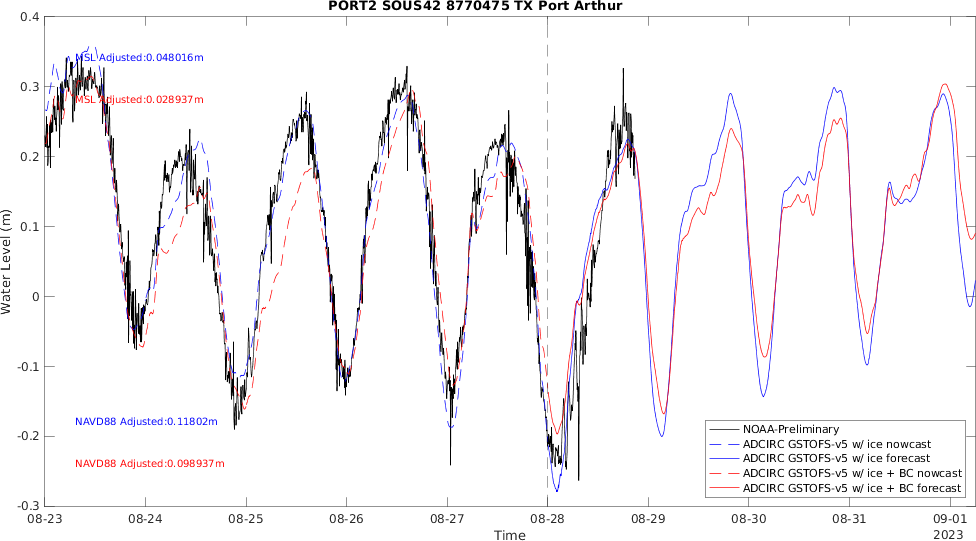 PORT2 SOUS42 8770475 TX Port Arthur
0.4
0.3
0.2
0.1
0
-0.1
-0.2
-0.3
Water Level (m)
MSL Adjusted:0.048016m
MSL Adjusted:0.028937m
NAVD88 Adjusted:0.11802m
NAVD88 Adjusted:0.098937m
NOAA-Preliminary
ADCIRC GSTOFS-v5 w/ ice nowcast
ADCIRC GSTOFS-v5 w/ ice forecast
ADCIRC GSTOFS-v5 w/ ice + BC nowcast
ADCIRC GSTOFS-v5 w/ ice + BC forecast
08-23 08-24 08-25 08-26 08-27 08-28 08-29 08-30 08-31 09-01
2023
Time